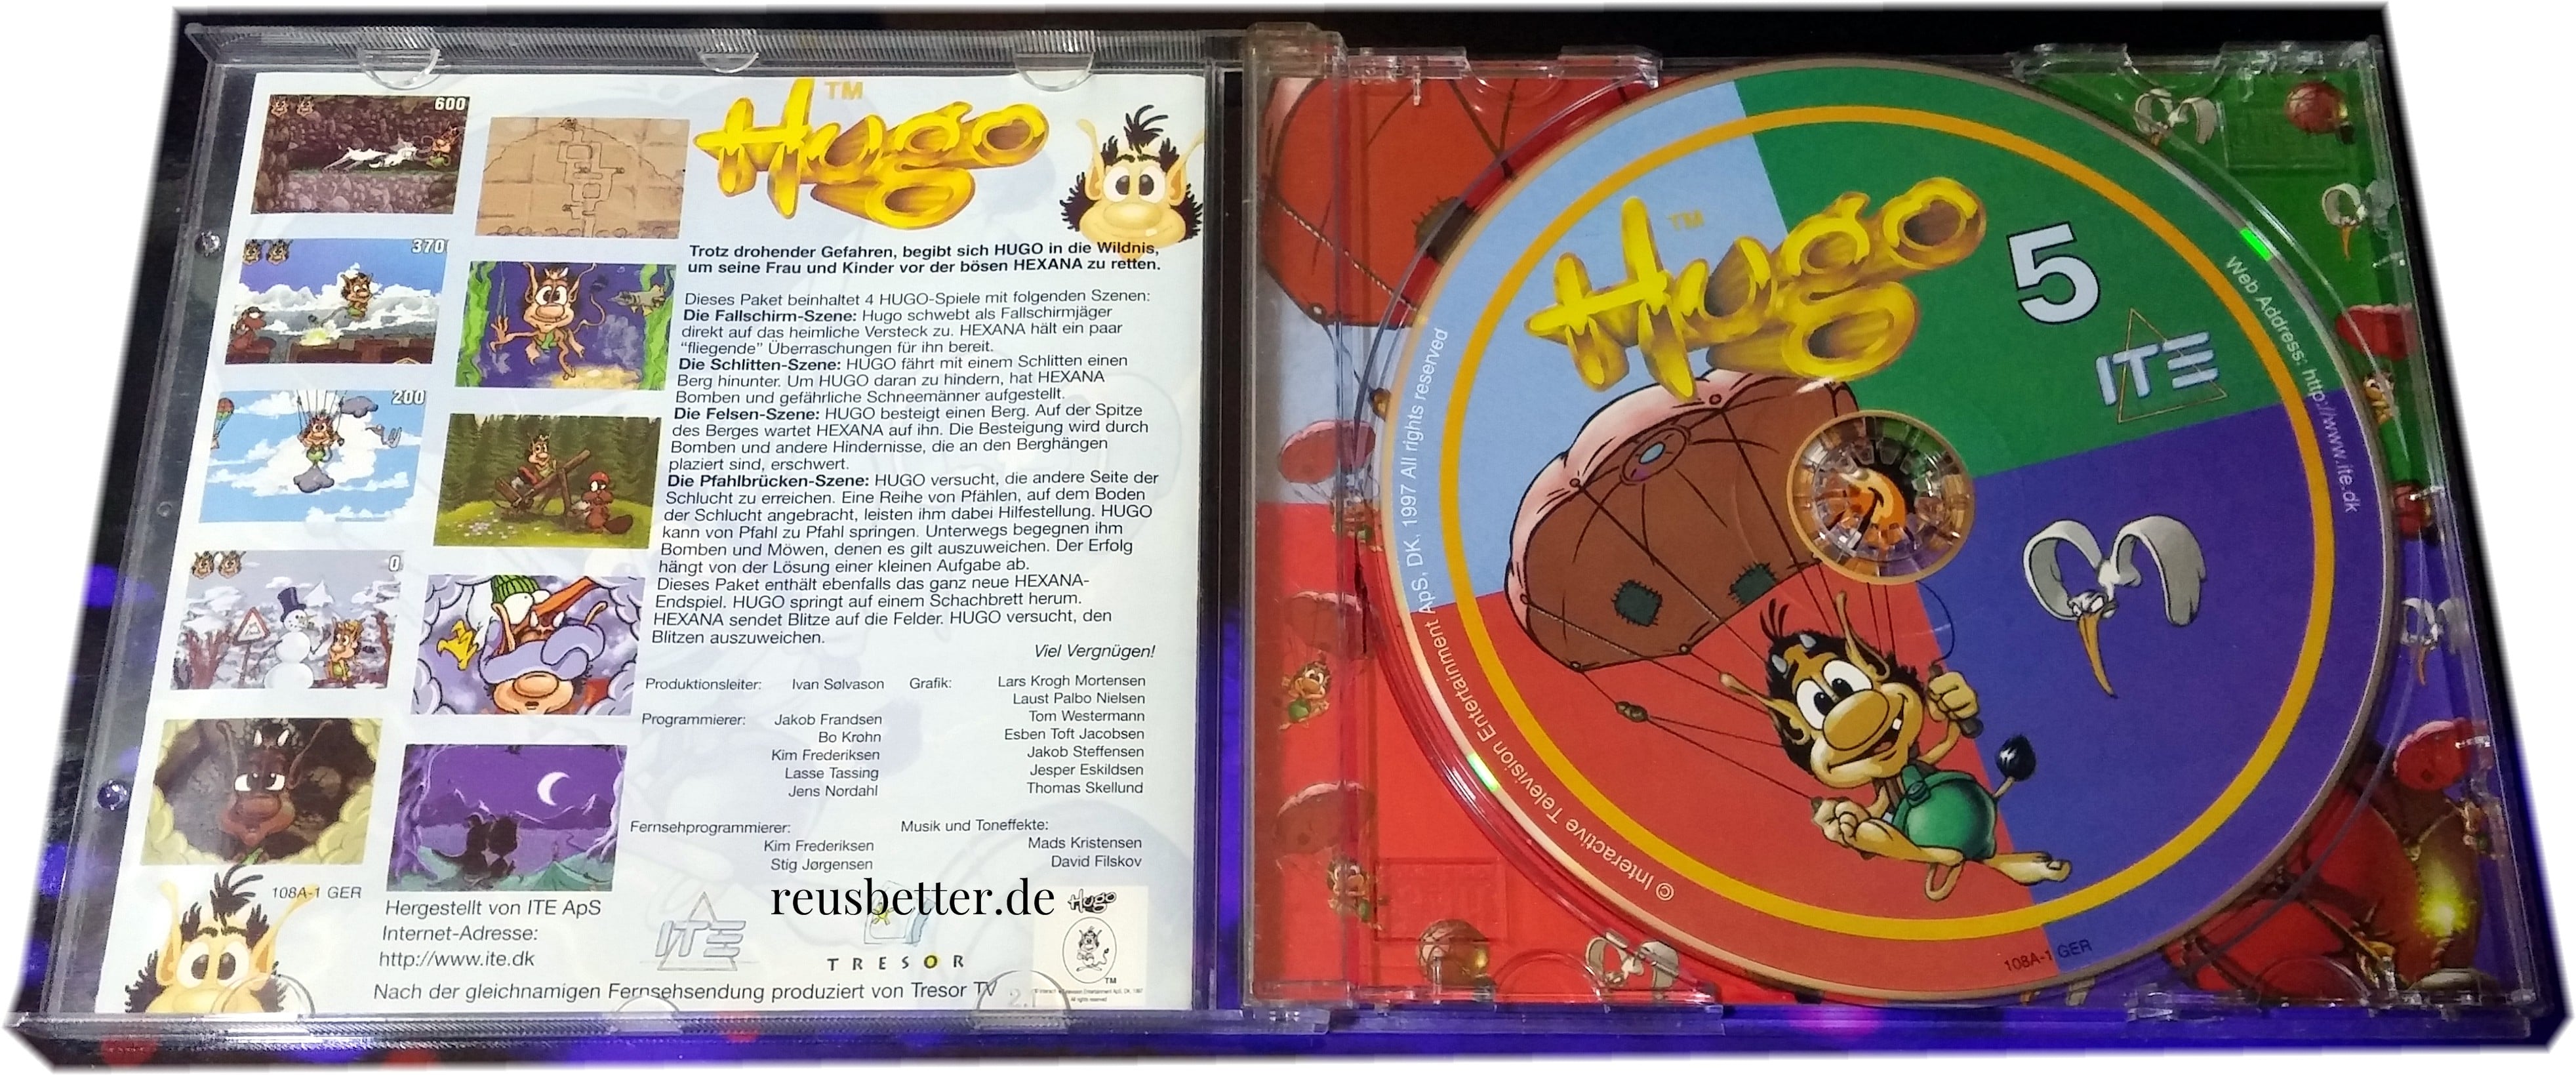 600
370
200
0
Hugo
TM
Trotz drohender Gefahren, begibt sich HUGO in die Wildnis,
um seine Frau und Kinder vor der bösen HEXANA zu retten.
Dieses Paket beinhaltet 4 HUGO-Spiele mit folgenden Szenen:
Die Fallschirm-Szene: Hugo schwebt als Fallschirmjäger
direkt auf das heimliche Versteck zu. HEXANA hält ein paar
"fliegende" Überraschungen für ihn bereit.
Die Schlitten-Szene: HUGO fährt mit einem Schlitten einen
Berg hinunter. Um HUGO daran zu hindern, hat HEXANA
Bomben und gefährliche Schneemänner aufgestellt.
Die Felsen-Szene: HUGO besteigt einen Berg. Auf der Spitze
des Berges wartet HEXANA auf ihn. Die Besteigung wird durch
Bomben und andere Hindernisse, die an den Berghängen
plaziert sind, erschwert.
Die Pfahlbrücken-Szene: HUGO versucht, die andere Seite der
Schlucht zu erreichen. Eine Reihe von Pfählen, auf dem Boden
der Schlucht angebracht, leisten ihm dabei Hilfestellung. HUGO
kann von Pfahl zu Pfahl springen. Unterwegs begegnen ihm
Bomben und Möwen, denen es gilt auszuweichen. Der Erfolg
hängt von der Lösung einer kleinen Aufgabe ab.
Dieses Paket enthält ebenfalls das ganz neue HEXANA-
Endspiel. HUGO springt auf einem Schachbrett herum.
HEXANA sendet Blitze auf die Felder. HUGO versucht, den
Blitzen auszuweichen.
Viel Vergnügen!
Produktionsleiter: Ivan Sølvason
Programmierer: Jakob Frandsen
Bo Krohn
Kim Frederiksen
Lasse Tassing
Jens Nordahl
Grafik: Lars Krogh Mortensen
Laust Palbo Nielsen
Tom Westermann
Esben Toft Jacobsen
Jakob Steffensen
Jesper Eskildsen
Thomas Skellund
Fernsehprogrammierer:
Kim Frederiksen
Stig Jørgensen
Musik und Toneffekte:
Mads Kristensen
David Filskov
108A-1 GER
Hergestellt von ITE ApS
Internet-Adresse:
http://www.ite.dk
ITE
reusbetter.de
TRESOR
Hugo
TM
Nach der gleichnamigen Fernsehsendung produziert von Tresor TV
Hugo
TM
5
ITE
Web Address: http://www.ite.dk
© Interactive Television Entertainment ApS, DK. 1997 All rights reserved
108A-1 GER